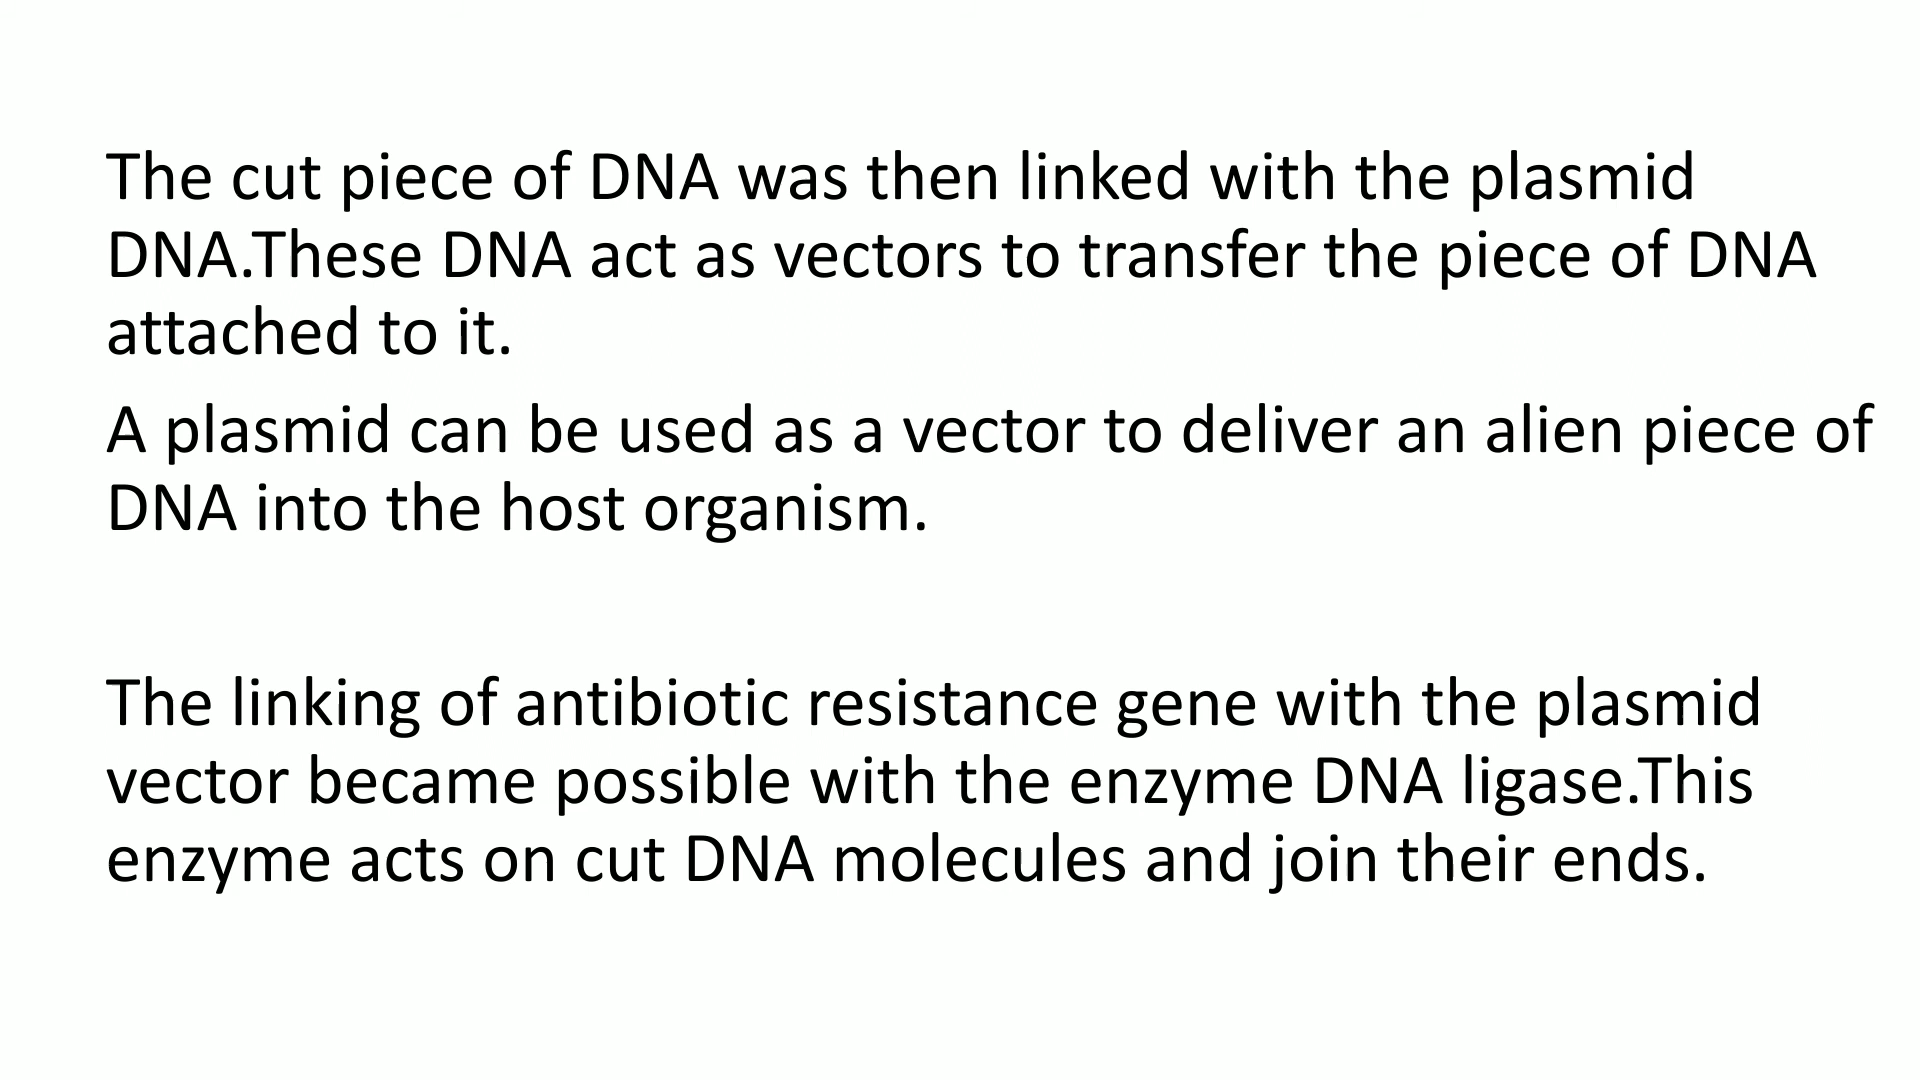 The cut piece of DNA was then linked with the plasmid
DNA.These DNA act as vectors to transfer the piece of DNA
attached to it.
A plasmid can be used as a vector to deliver an alien piece of
DNA into the host organism.
The linking of antibiotic resistance gene with the plasmid
vector became possible with the enzyme DNA ligase.This
enzyme acts on cut DNA molecules and join their ends.